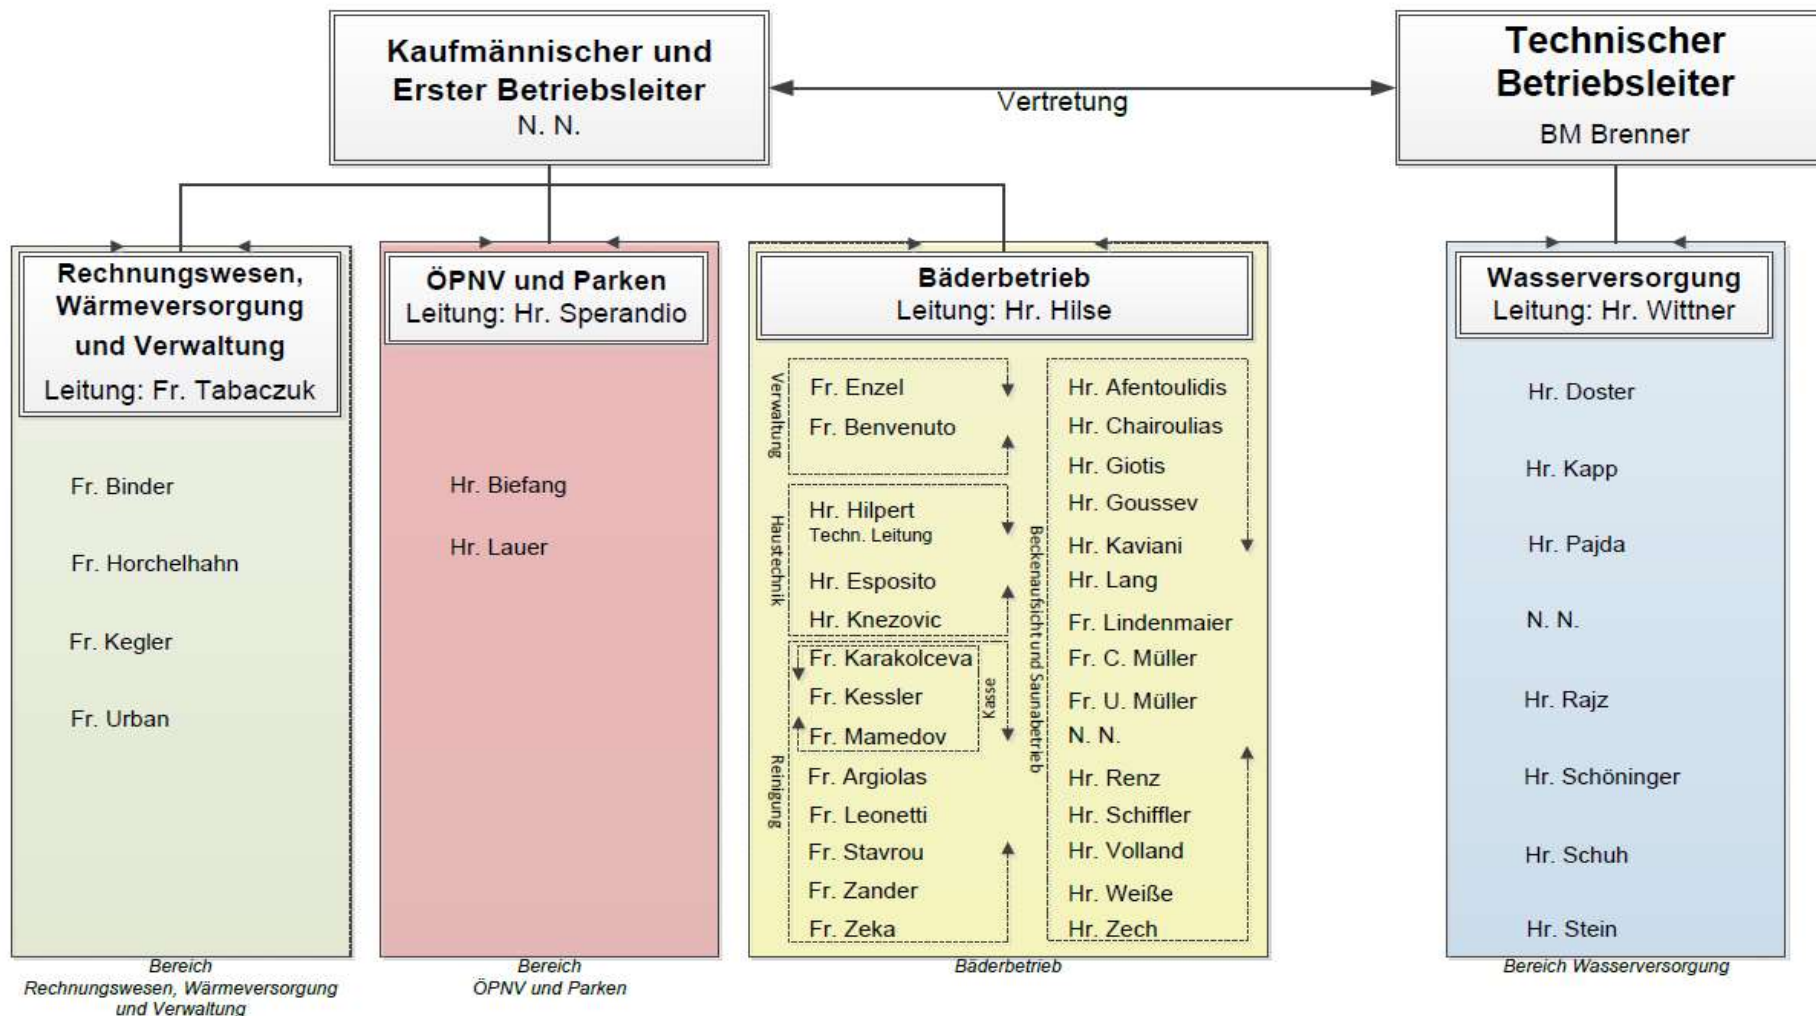 Kaufmännischer und
Erster Betriebsleiter
N. N.
Vertretung
Technischer
Betriebsleiter
BM Brenner
Rechnungswesen,
Wärmeversorgung
und Verwaltung
Leitung: Fr. Tabaczuk
Fr. Binder
Fr. Horchelhahn
Fr. Kegler
Fr. Urban
Bereich
Rechnungswesen, Wärmeversorgung
und Verwaltung
ÖPNV und Parken
Leitung: Hr. Sperandio
Hr. Biefang
Hr. Lauer
Bereich
ÖPNV und Parken
Bäderbetrieb
Leitung: Hr. Hilse
Verwaltung
Fr. Enzel
Fr. Benvenuto
Haustechnik
Hr. Hilpert
Techn. Leitung
Hr. Esposito
Hr. Knezovic
Reinigung
Kasse
Fr. Karakolceva
Fr. Kessler
Fr. Mamedov
Fr. Argiolas
Fr. Leonetti
Fr. Stavrou
Fr. Zander
Fr. Zeka
Beckenaufsicht und Saunabetrieb
Hr. Afentoulidis
Hr. Chairoulias
Hr. Giotis
Hr. Goussev
Hr. Kaviani
Hr. Lang
Fr. Lindenmaier
Fr. C. Müller
Fr. U. Müller
N. N.
Hr. Renz
Hr. Schiffler
Hr. Volland
Hr. Weiße
Hr. Zech
Bäderbetrieb
Wasserversorgung
Leitung: Hr. Wittner
Hr. Doster
Hr. Kapp
Hr. Pajda
N. N.
Hr. Rajz
Hr. Schöninger
Hr. Schuh
Hr. Stein
Bereich Wasserversorgung